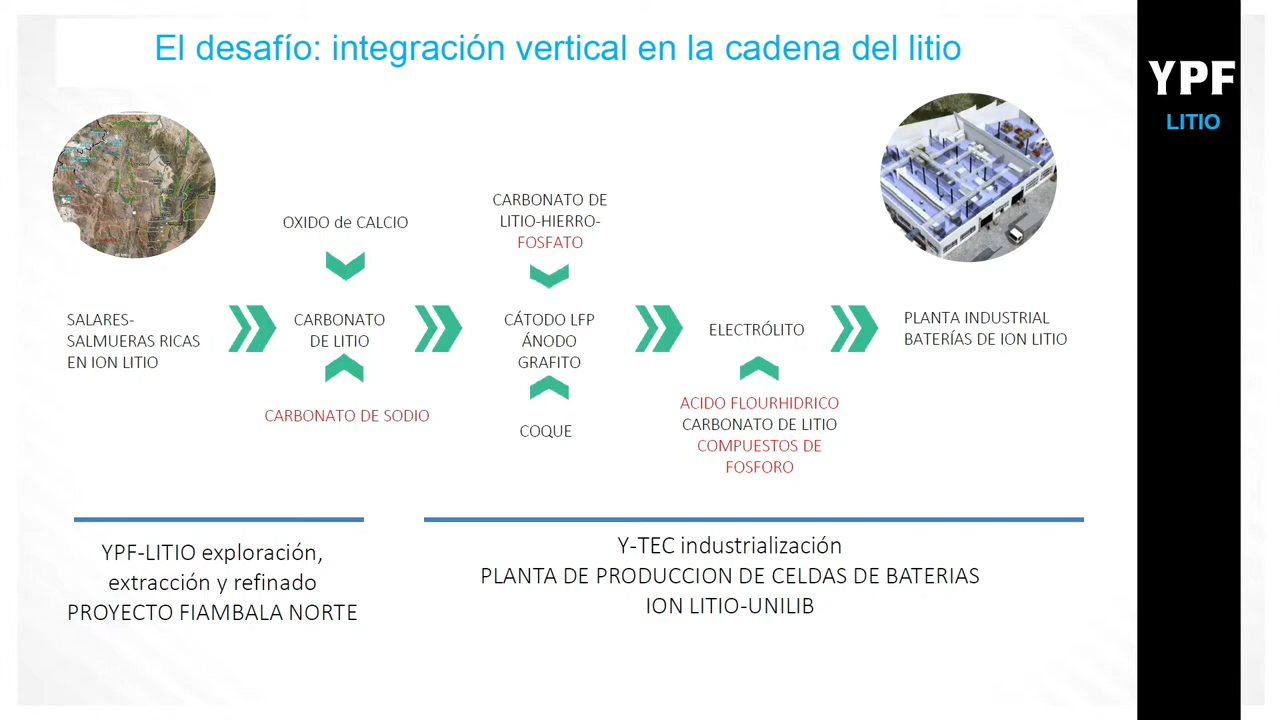 El desafío: integración vertical en la cadena del litio
YPF
LITIO
OXIDO de CALCIO
CARBONATO DE
LITIO-HIERRO-
FOSFATO
SALARES-
SALMUERAS RICAS
EN ION LITIO
CARBONATO
DE LITIO
CÁTODO LFP
ÁNODO
GRAFITO
ELECTRÓLITO
PLANTA INDUSTRIAL
BATERÍAS DE ION LITIO
CARBONATO DE SODIO
COQUE
ACIDO FLOURHIDRICO
CARBONATO DE LITIO
COMPUESTOS DE
FOSFORO
YPF-LITIO exploración,
extracción y refinado
PROYECTO FIAMBALA NORTE
Y-TEC industrialización
PLANTA DE PRODUCCION DE CELDAS DE BATERIAS
ION LITIO-UNILIB